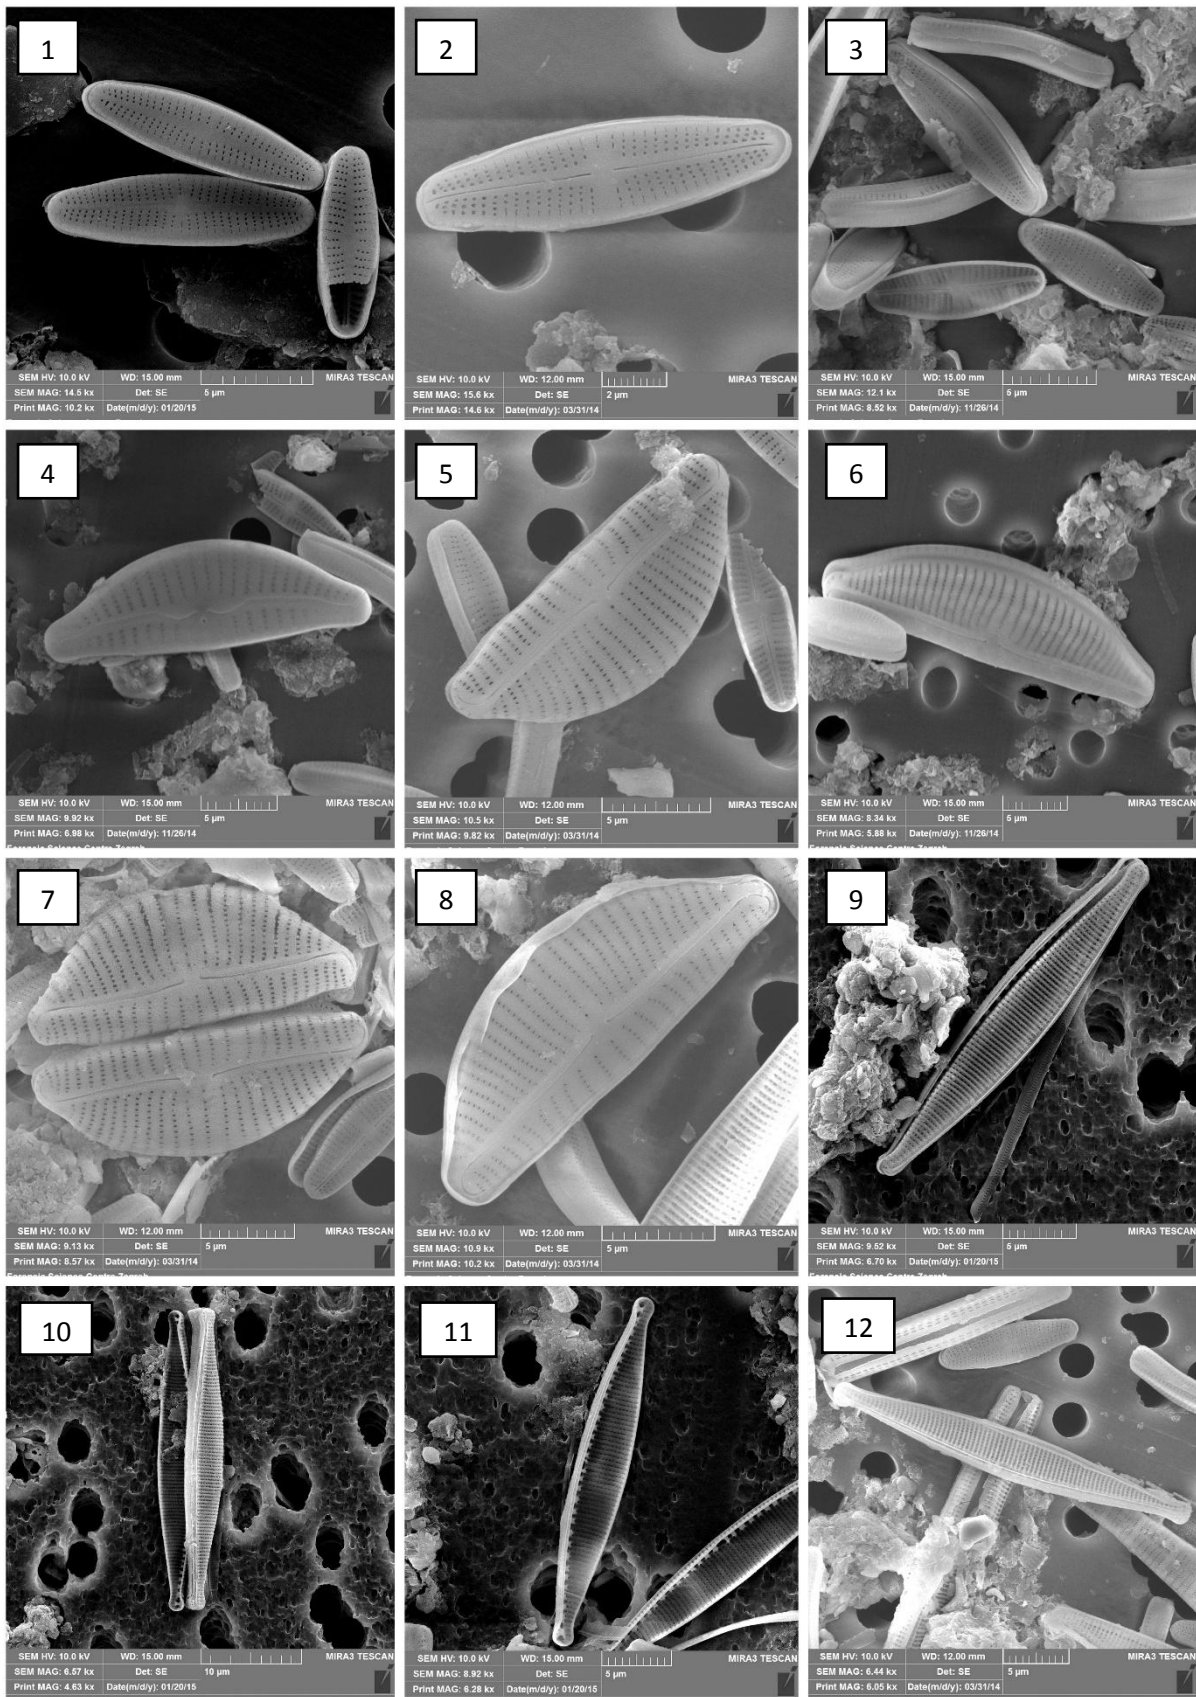 1
SEM HV: 10.0 kV WD: 15.00 mm MIRA3 TESCAN
SEM MAG: 14.5 kx Det: SE 5 µm
Print MAG: 10.2 kx Date(m/d/y): 01/20/15
2
SEM HV: 10.0 kV WD: 12.00 mm MIRA3 TESCAN
SEM MAG: 15.6 kx Det: SE 2 µm
Print MAG: 14.6 kx Date(m/d/y): 03/31/14
3
SEM HV: 10.0 kV WD: 15.00 mm MIRA3 TESCAN
SEM MAG: 12.1 kx Det: SE 5 µm
Print MAG: 8.52 kx Date(m/d/y): 11/26/14
4
SEM HV: 10.0 kV WD: 15.00 mm MIRA3 TESCAN
SEM MAG: 9.92 kx Det: SE 5 µm
Print MAG: 6.98 kx Date(m/d/y): 11/26/14
5
SEM HV: 10.0 kV WD: 12.00 mm MIRA3 TESCAN
SEM MAG: 10.5 kx Det: SE 5 µm
Print MAG: 9.82 kx Date(m/d/y): 03/31/14
6
SEM HV: 10.0 kV WD: 15.00 mm MIRA3 TESCAN
SEM MAG: 8.34 kx Det: SE 5 µm
Print MAG: 5.88 kx Date(m/d/y): 11/26/14
7
SEM HV: 10.0 kV WD: 12.00 mm MIRA3 TESCAN
SEM MAG: 9.13 kx Det: SE 5 µm
Print MAG: 8.57 kx Date(m/d/y): 03/31/14
8
SEM HV: 10.0 kV WD: 12.00 mm MIRA3 TESCAN
SEM MAG: 10.9 kx Det: SE 5 µm
Print MAG: 10.2 kx Date(m/d/y): 03/31/14
9
SEM HV: 10.0 kV WD: 15.00 mm MIRA3 TESCAN
SEM MAG: 9.52 kx Det: SE 5 µm
Print MAG: 6.70 kx Date(m/d/y): 01/20/15
10
SEM HV: 10.0 kV WD: 15.00 mm MIRA3 TESCAN
SEM MAG: 6.57 kx Det: SE 10 µm
Print MAG: 4.63 kx Date(m/d/y): 01/20/15
11
SEM HV: 10.0 kV WD: 15.00 mm MIRA3 TESCAN
SEM MAG: 8.92 kx Det: SE 5 µm
Print MAG: 6.28 kx Date(m/d/y): 01/20/15
12
SEM HV: 10.0 kV WD: 12.00 mm MIRA3 TESCAN
SEM MAG: 6.44 kx Det: SE 5 µm
Print MAG: 6.05 kx Date(m/d/y): 03/31/14